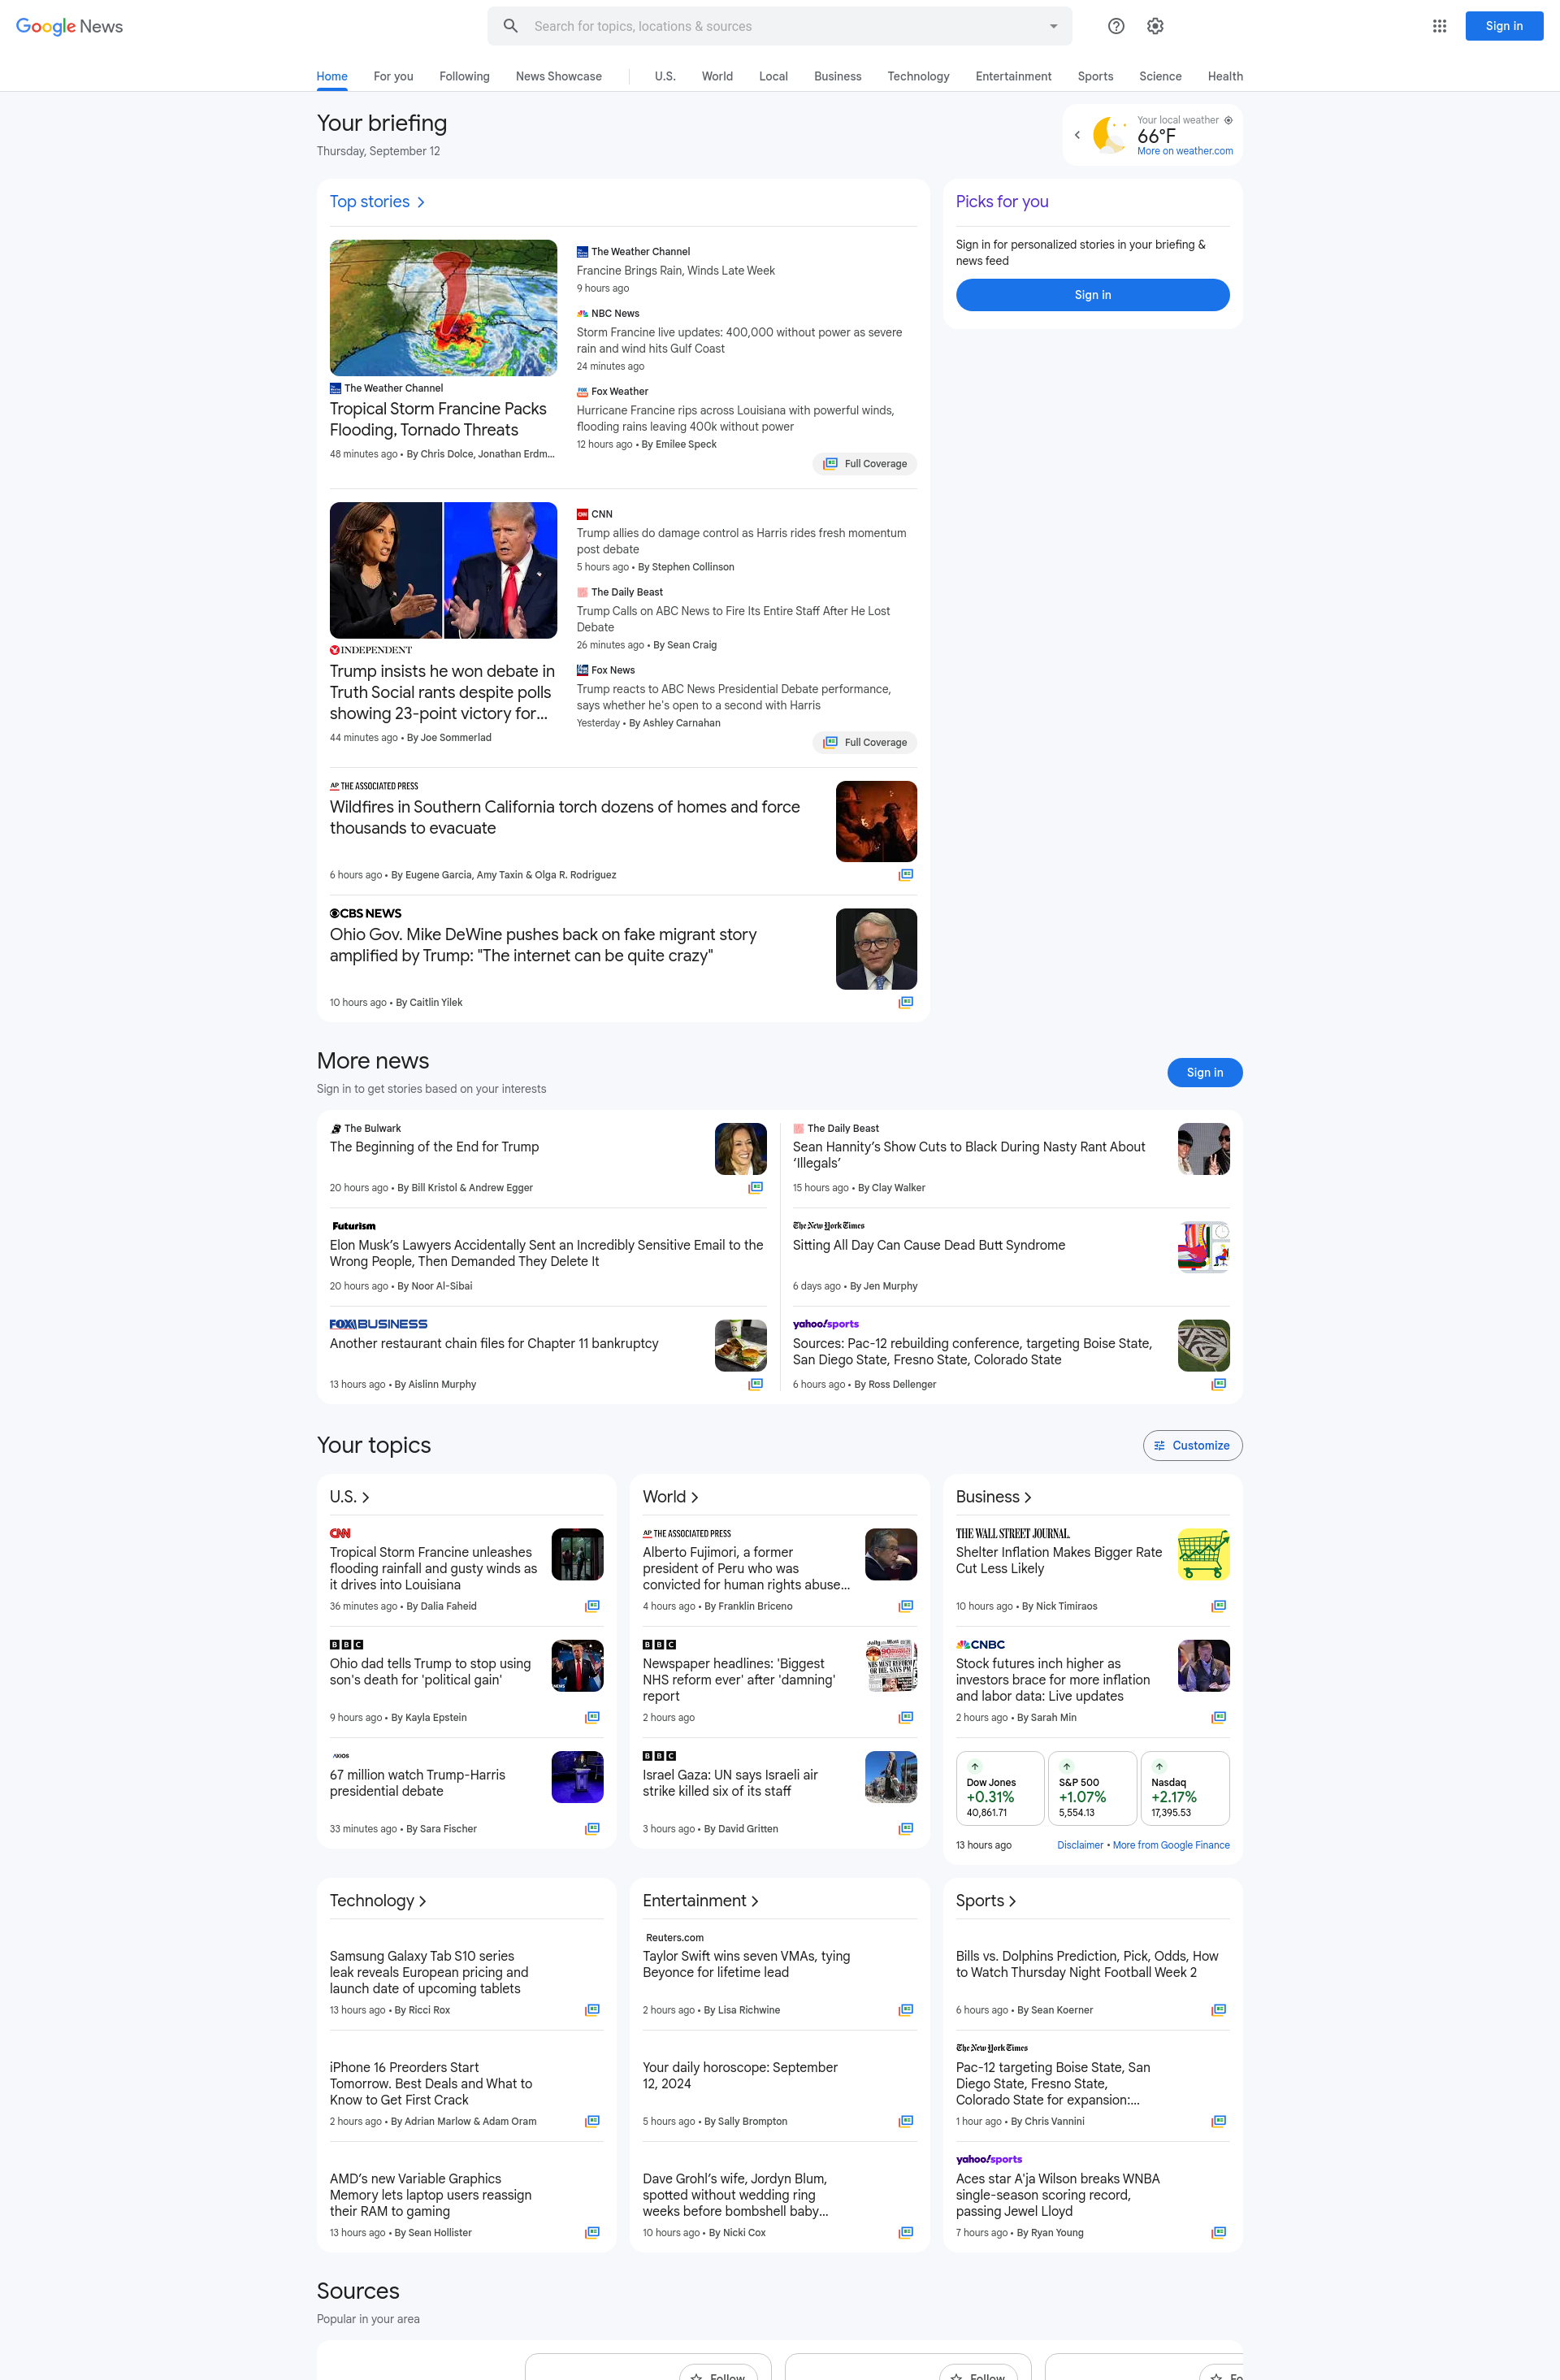 Google News
Search for topics, locations & sources
Sign in
Home
For you
Following
News Showcase
U.S.
World
Local
Business
Technology
Entertainment
Sports
Science
Health
Your briefing
Thursday, September 12
Your local weather
66°F
More on weather.com
Top stories
The Weather Channel
Tropical Storm Francine Packs
Flooding, Tornado Threats
48 minutes ago • By Chris Dolce, Jonathan Erdm...
The Weather Channel
Francine Brings Rain, Winds Late Week
9 hours ago
NBC News
Storm Francine live updates: 400,000 without power as severe
rain and wind hits Gulf Coast
24 minutes ago
Fox Weather
Hurricane Francine rips across Louisiana with powerful winds,
flooding rains leaving 400k without power
12 hours ago • By Emilee Speck
Full Coverage
INDEPENDENT
Trump insists he won debate in
Truth Social rants despite polls
showing 23-point victory for...
44 minutes ago • By Joe Sommerlad
CNN
Trump allies do damage control as Harris rides fresh momentum
post debate
5 hours ago • By Stephen Collinson
The Daily Beast
Trump Calls on ABC News to Fire Its Entire Staff After He Lost
Debate
26 minutes ago • By Sean Craig
Fox News
Trump reacts to ABC News Presidential Debate performance,
says whether he's open to a second with Harris
Yesterday • By Ashley Carnahan
Full Coverage
AP THE ASSOCIATED PRESS
Wildfires in Southern California torch dozens of homes and force
thousands to evacuate
6 hours ago • By Eugene Garcia, Amy Taxin & Olga R. Rodriguez
CBS NEWS
Ohio Gov. Mike DeWine pushes back on fake migrant story
amplified by Trump: "The internet can be quite crazy"
10 hours ago • By Caitlin Yilek
Picks for you
Sign in for personalized stories in your briefing &
news feed
Sign in
More news
Sign in to get stories based on your interests
Sign in
The Bulwark
The Beginning of the End for Trump
20 hours ago • By Bill Kristol & Andrew Egger
The Daily Beast
Sean Hannity’s Show Cuts to Black During Nasty Rant About
‘Illegals’
15 hours ago • By Clay Walker
Futurism
Elon Musk’s Lawyers Accidentally Sent an Incredibly Sensitive Email to the
Wrong People, Then Demanded They Delete It
20 hours ago • By Noor Al-Sibai
The New York Times
Sitting All Day Can Cause Dead Butt Syndrome
6 days ago • By Jen Murphy
FOX BUSINESS
Another restaurant chain files for Chapter 11 bankruptcy
13 hours ago • By Aislinn Murphy
yahoo!sports
Sources: Pac-12 rebuilding conference, targeting Boise State,
San Diego State, Fresno State, Colorado State
6 hours ago • By Ross Dellenger
Your topics
Customize
U.S.
CNN
Tropical Storm Francine unleashes
flooding rainfall and gusty winds as
it drives into Louisiana
36 minutes ago • By Dalia Faheid
BBC
Ohio dad tells Trump to stop using
son's death for 'political gain'
9 hours ago • By Kayla Epstein
AXIOS
67 million watch Trump-Harris
presidential debate
33 minutes ago • By Sara Fischer
World
AP THE ASSOCIATED PRESS
Alberto Fujimori, a former
president of Peru who was
convicted for human rights abuse...
4 hours ago • By Franklin Briceno
BBC
Newspaper headlines: 'Biggest
NHS reform ever' after 'damning'
report
2 hours ago
BBC
Israel Gaza: UN says Israeli air
strike killed six of its staff
3 hours ago • By David Gritten
Business
THE WALL STREET JOURNAL.
Shelter Inflation Makes Bigger Rate
Cut Less Likely
10 hours ago • By Nick Timiraos
CNBC
Stock futures inch higher as
investors brace for more inflation
and labor data: Live updates
2 hours ago • By Sarah Min
Dow Jones
+0.31%
40,861.71
S&P 500
+1.07%
5,554.13
Nasdaq
+2.17%
17,395.53
13 hours ago
Disclaimer • More from Google Finance
Technology
Samsung Galaxy Tab S10 series
leak reveals European pricing and
launch date of upcoming tablets
13 hours ago • By Ricci Rox
iPhone 16 Preorders Start
Tomorrow. Best Deals and What to
Know to Get First Crack
2 hours ago • By Adrian Marlow & Adam Oram
AMD’s new Variable Graphics
Memory lets laptop users reassign
their RAM to gaming
13 hours ago • By Sean Hollister
Entertainment
Reuters.com
Taylor Swift wins seven VMAs, tying
Beyonce for lifetime lead
2 hours ago • By Lisa Richwine
Your daily horoscope: September
12, 2024
5 hours ago • By Sally Brompton
Dave Grohl’s wife, Jordyn Blum,
spotted without wedding ring
weeks before bombshell baby...
10 hours ago • By Nicki Cox
Sports
Bills vs. Dolphins Prediction, Pick, Odds, How
to Watch Thursday Night Football Week 2
6 hours ago • By Sean Koerner
The New York Times
Pac-12 targeting Boise State, San
Diego State, Fresno State,
Colorado State for expansion:...
1 hour ago • By Chris Vannini
yahoo!sports
Aces star A'ja Wilson breaks WNBA
single-season scoring record,
passing Jewel Lloyd
7 hours ago • By Ryan Young
Sources
Popular in your area
Follow
Follow
Fo